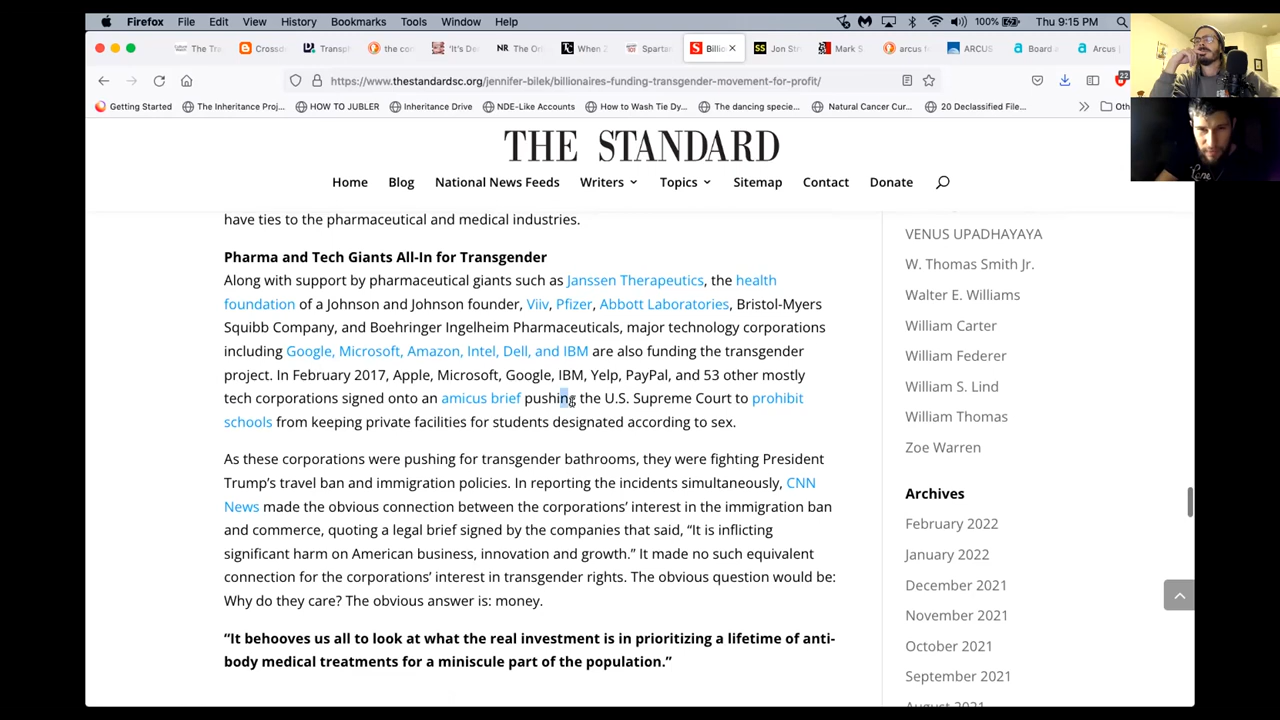 Firefox File Edit View History Bookmarks Tools Window Help 100% Thu 9:15 PM
The Tra Crossd Transpl the con 'It's De NR The Or When Z Spartan Billio Jon Str Mark S arcus f ARCUS Board a Arcus |
https://www.thestandardsc.org/jennifer-bilek/billionaires-funding-transgender-movement-for-profit/ 22
Getting Started The Inheritance Proj... HOW TO JUBLER Inheritance Drive NDE-Like Accounts How to Wash Tie Dy... The dancing specie... Natural Cancer Cur... 20 Declassified File...
THE STANDARD
Home Blog National News Feeds Writers Topics Sitemap Contact Donate
have ties to the pharmaceutical and medical industries.
Pharma and Tech Giants All-In for Transgender
Along with support by pharmaceutical giants such as Janssen Therapeutics, the health
foundation of a Johnson and Johnson founder, Viiv, Pfizer, Abbott Laboratories, Bristol-Myers
Squibb Company, and Boehringer Ingelheim Pharmaceuticals, major technology corporations
including Google, Microsoft, Amazon, Intel, Dell, and IBM are also funding the transgender
project. In February 2017, Apple, Microsoft, Google, IBM, Yelp, PayPal, and 53 other mostly
tech corporations signed onto an amicus brief pushing the U.S. Supreme Court to prohibit
schools from keeping private facilities for students designated according to sex.
As these corporations were pushing for transgender bathrooms, they were fighting President
Trump's travel ban and immigration policies. In reporting the incidents simultaneously, CNN
News made the obvious connection between the corporations' interest in the immigration ban
and commerce, quoting a legal brief signed by the companies that said, "It is inflicting
significant harm on American business, innovation and growth." It made no such equivalent
connection for the corporations' interest in transgender rights. The obvious question would be:
Why do they care? The obvious answer is: money.
"It behooves us all to look at what the real investment is in prioritizing a lifetime of anti-
body medical treatments for a miniscule part of the population."
VENUS UPADHAYAYA
W. Thomas Smith Jr.
Walter E. Williams
William Carter
William Federer
William S. Lind
William Thomas
Zoe Warren
Archives
February 2022
January 2022
December 2021
November 2021
October 2021
September 2021
August 2021